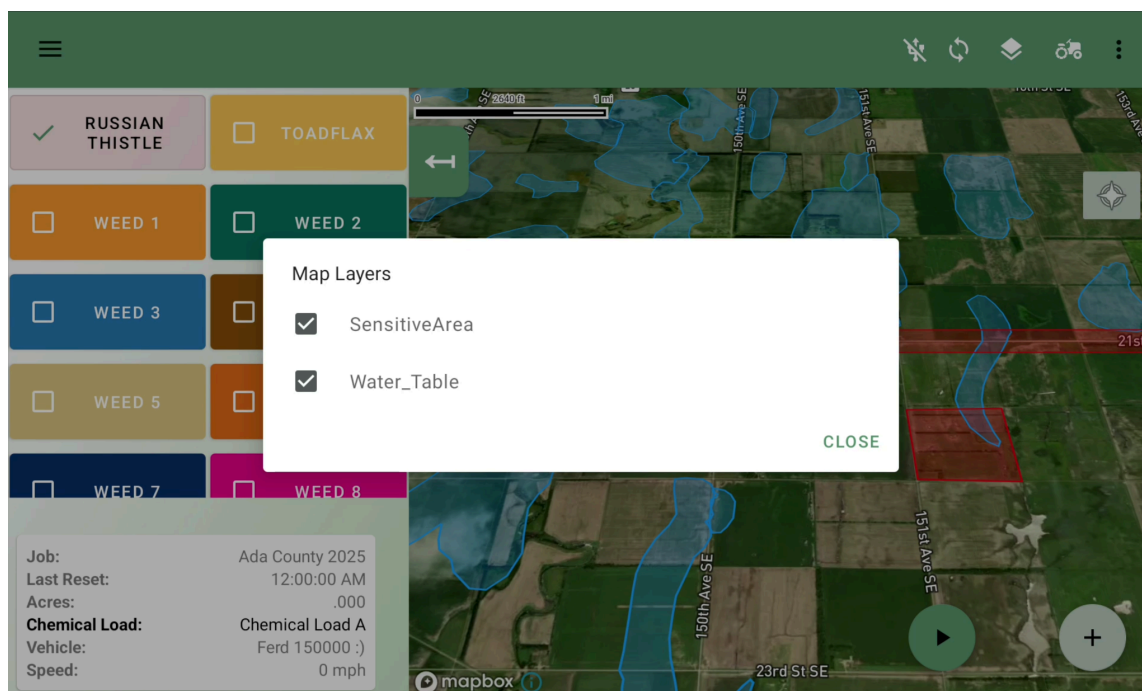 RUSSIAN
THISTLE
TOADFLAX
WEED 1
WEED 2
WEED 3
WEED 5
WEED 7
WEED 8
Job: Ada County 2025
Last Reset: 12:00:00 AM
Acres: .000
Chemical Load: Chemical Load A
Vehicle: Ferd 150000 :)
Speed: 0 mph
0 2640 ft 1 mi
150th Ave SE
151st Ave SE
153rd Av
21s
Map Layers
SensitiveArea
Water_Table
CLOSE
151st Ave SE
150th Ave SE
23rd St SE
mapbox